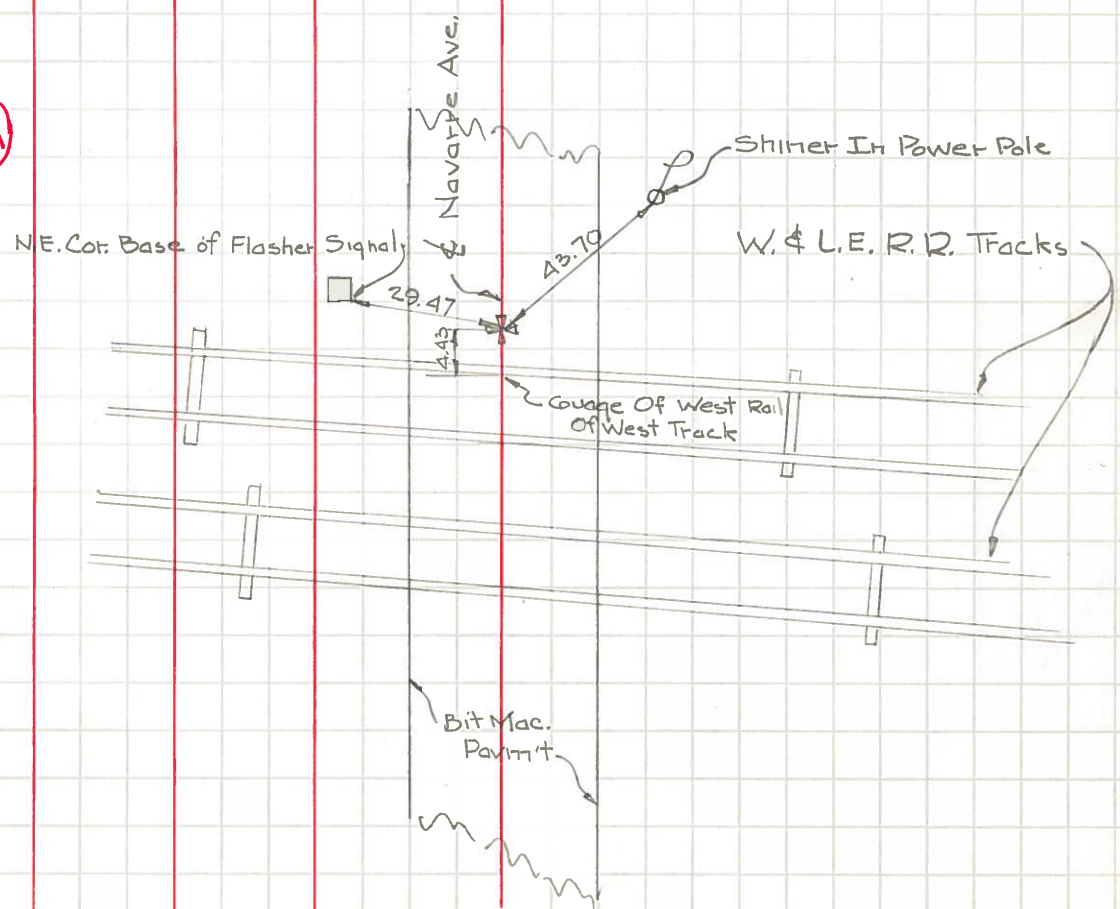 ℄ Navarre Ave.
Shiner In Power Pole
N.E. Cor. Base of Flasher Signal
W. & L.E. R.R. Tracks
43.70
29.47
4.43
Gauage Of West Rail
Of West Track
Bit Mac.
Pavm't